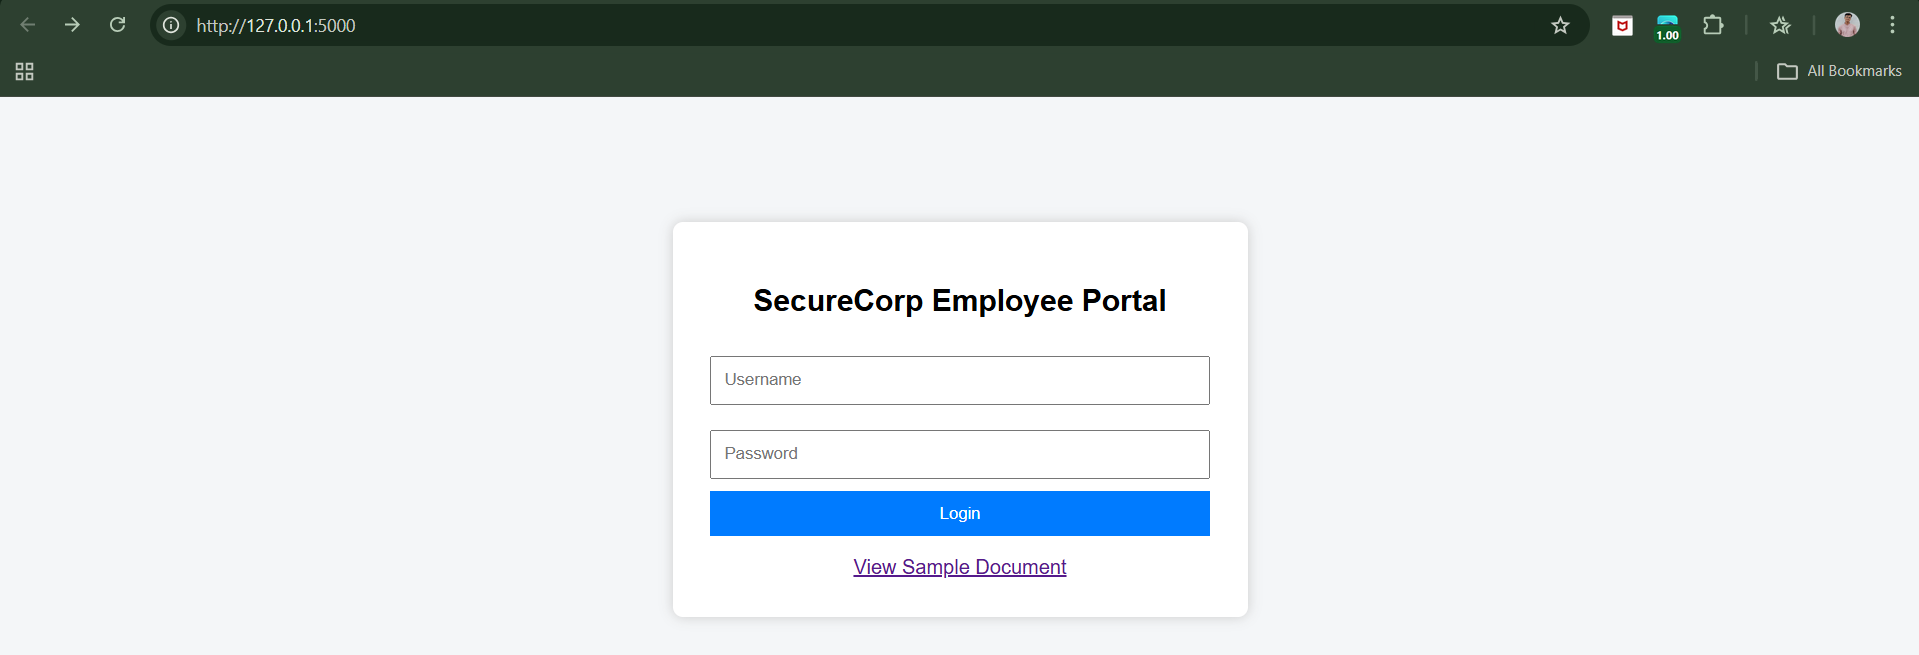 http://127.0.0.1:5000
1.00
All Bookmarks
SecureCorp Employee Portal
Username
Password
Login
View Sample Document